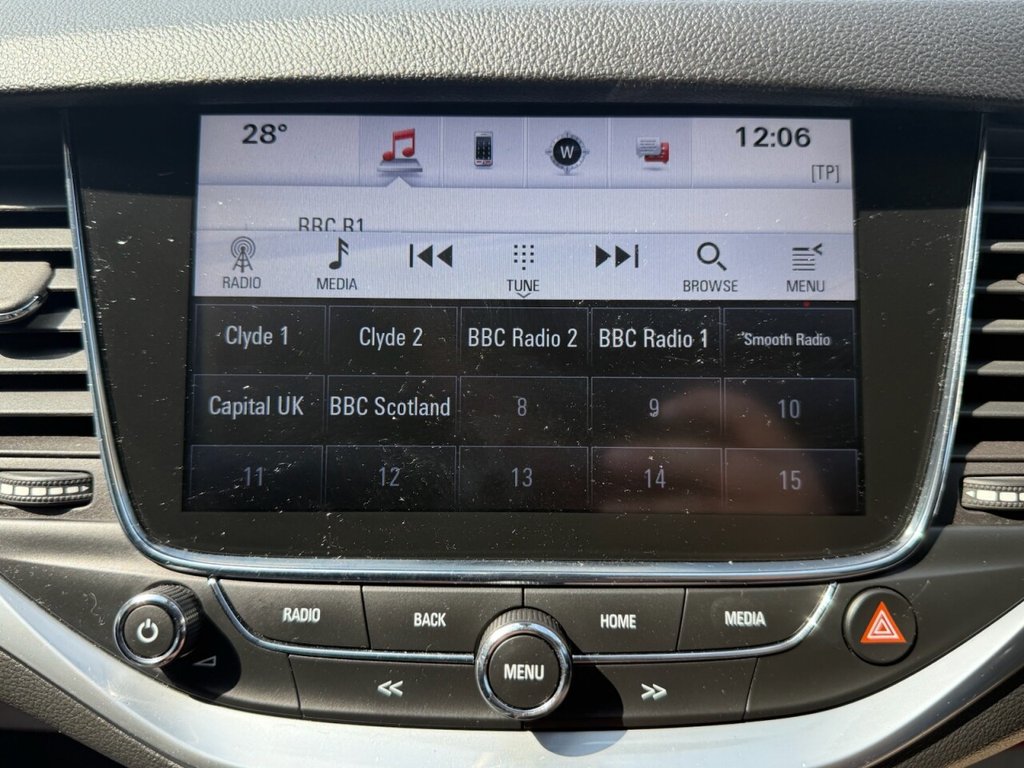 28° 12:06
W
[TP]
BBC R1
RADIO MEDIA TUNE BROWSE MENU
Clyde 1 Clyde 2 BBC Radio 2 BBC Radio 1 Smooth Radio
Capital UK BBC Scotland 8 9 10
11 12 13 14 15
RADIO BACK HOME MEDIA
MENU